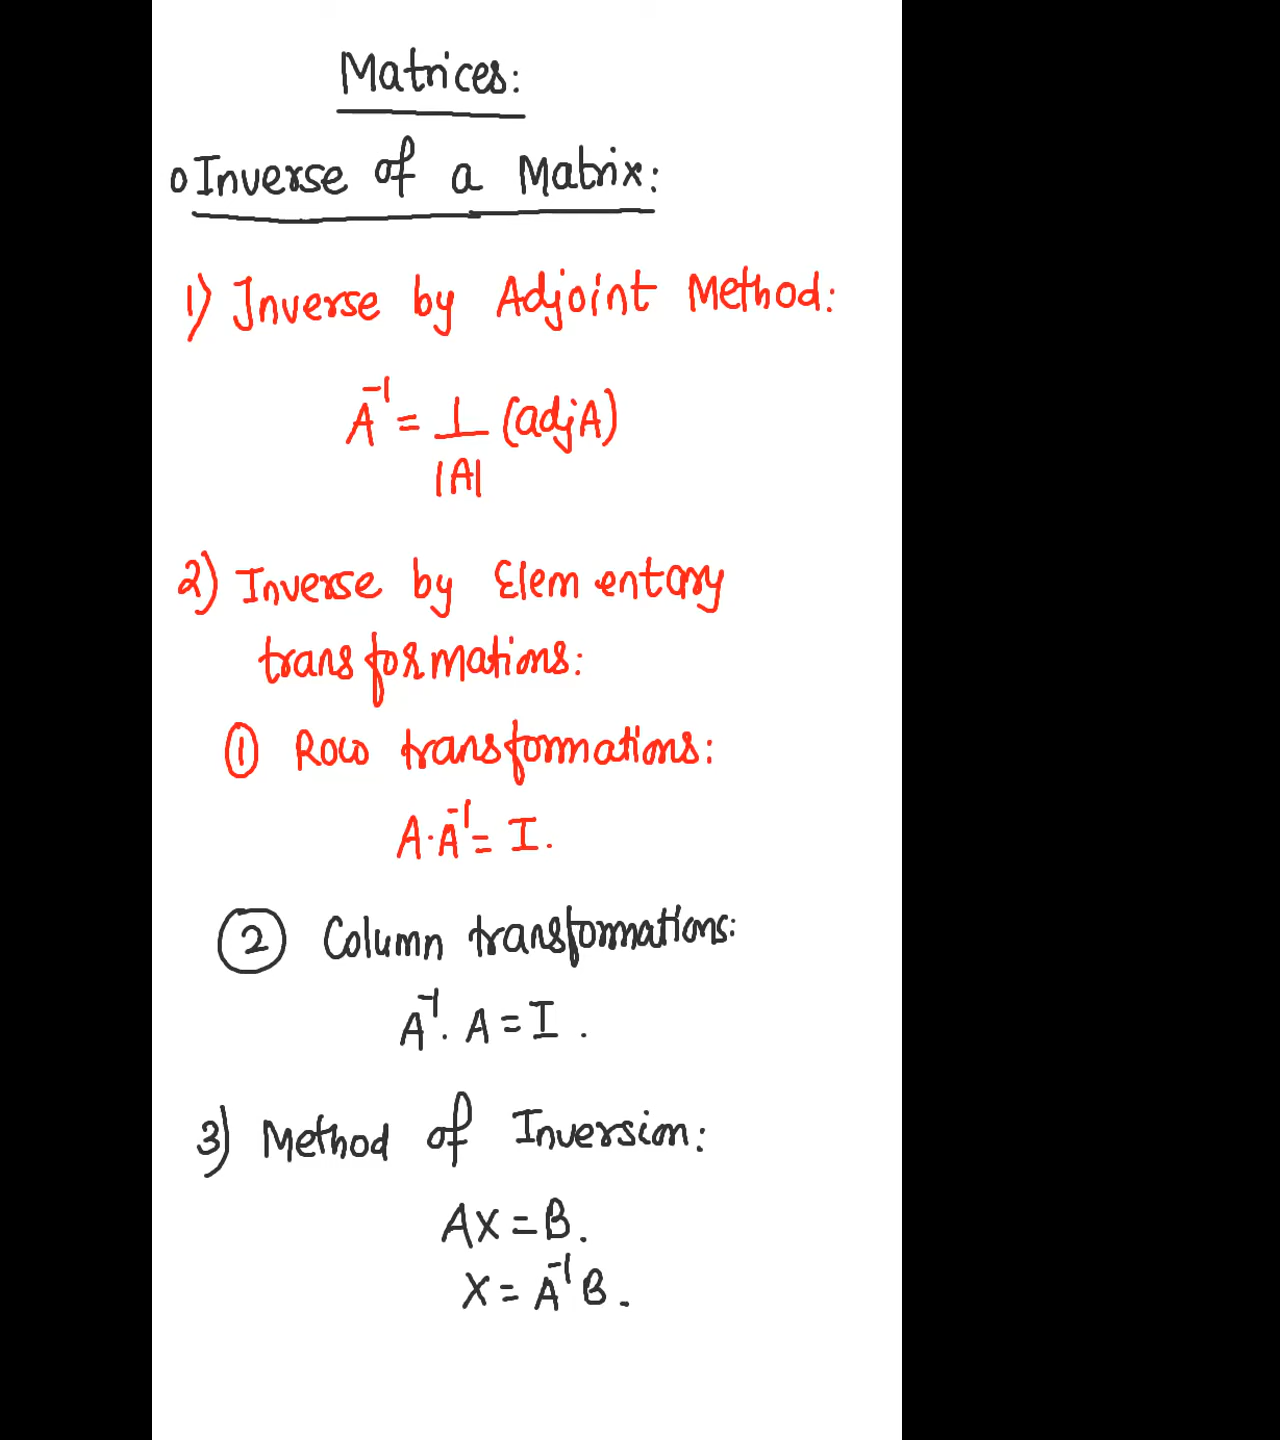 Matrices:
o Inverse of a Matrix:
1) Inverse by Adjoint Method:
A⁻¹ = 1/|A| (adjA)
2) Inverse by Elementary
transformations:
① Row transformations:
A·A⁻¹ = I.
② Column transformations:
A⁻¹. A = I .
3) Method of Inversion:
AX = B.
X = A⁻¹B.